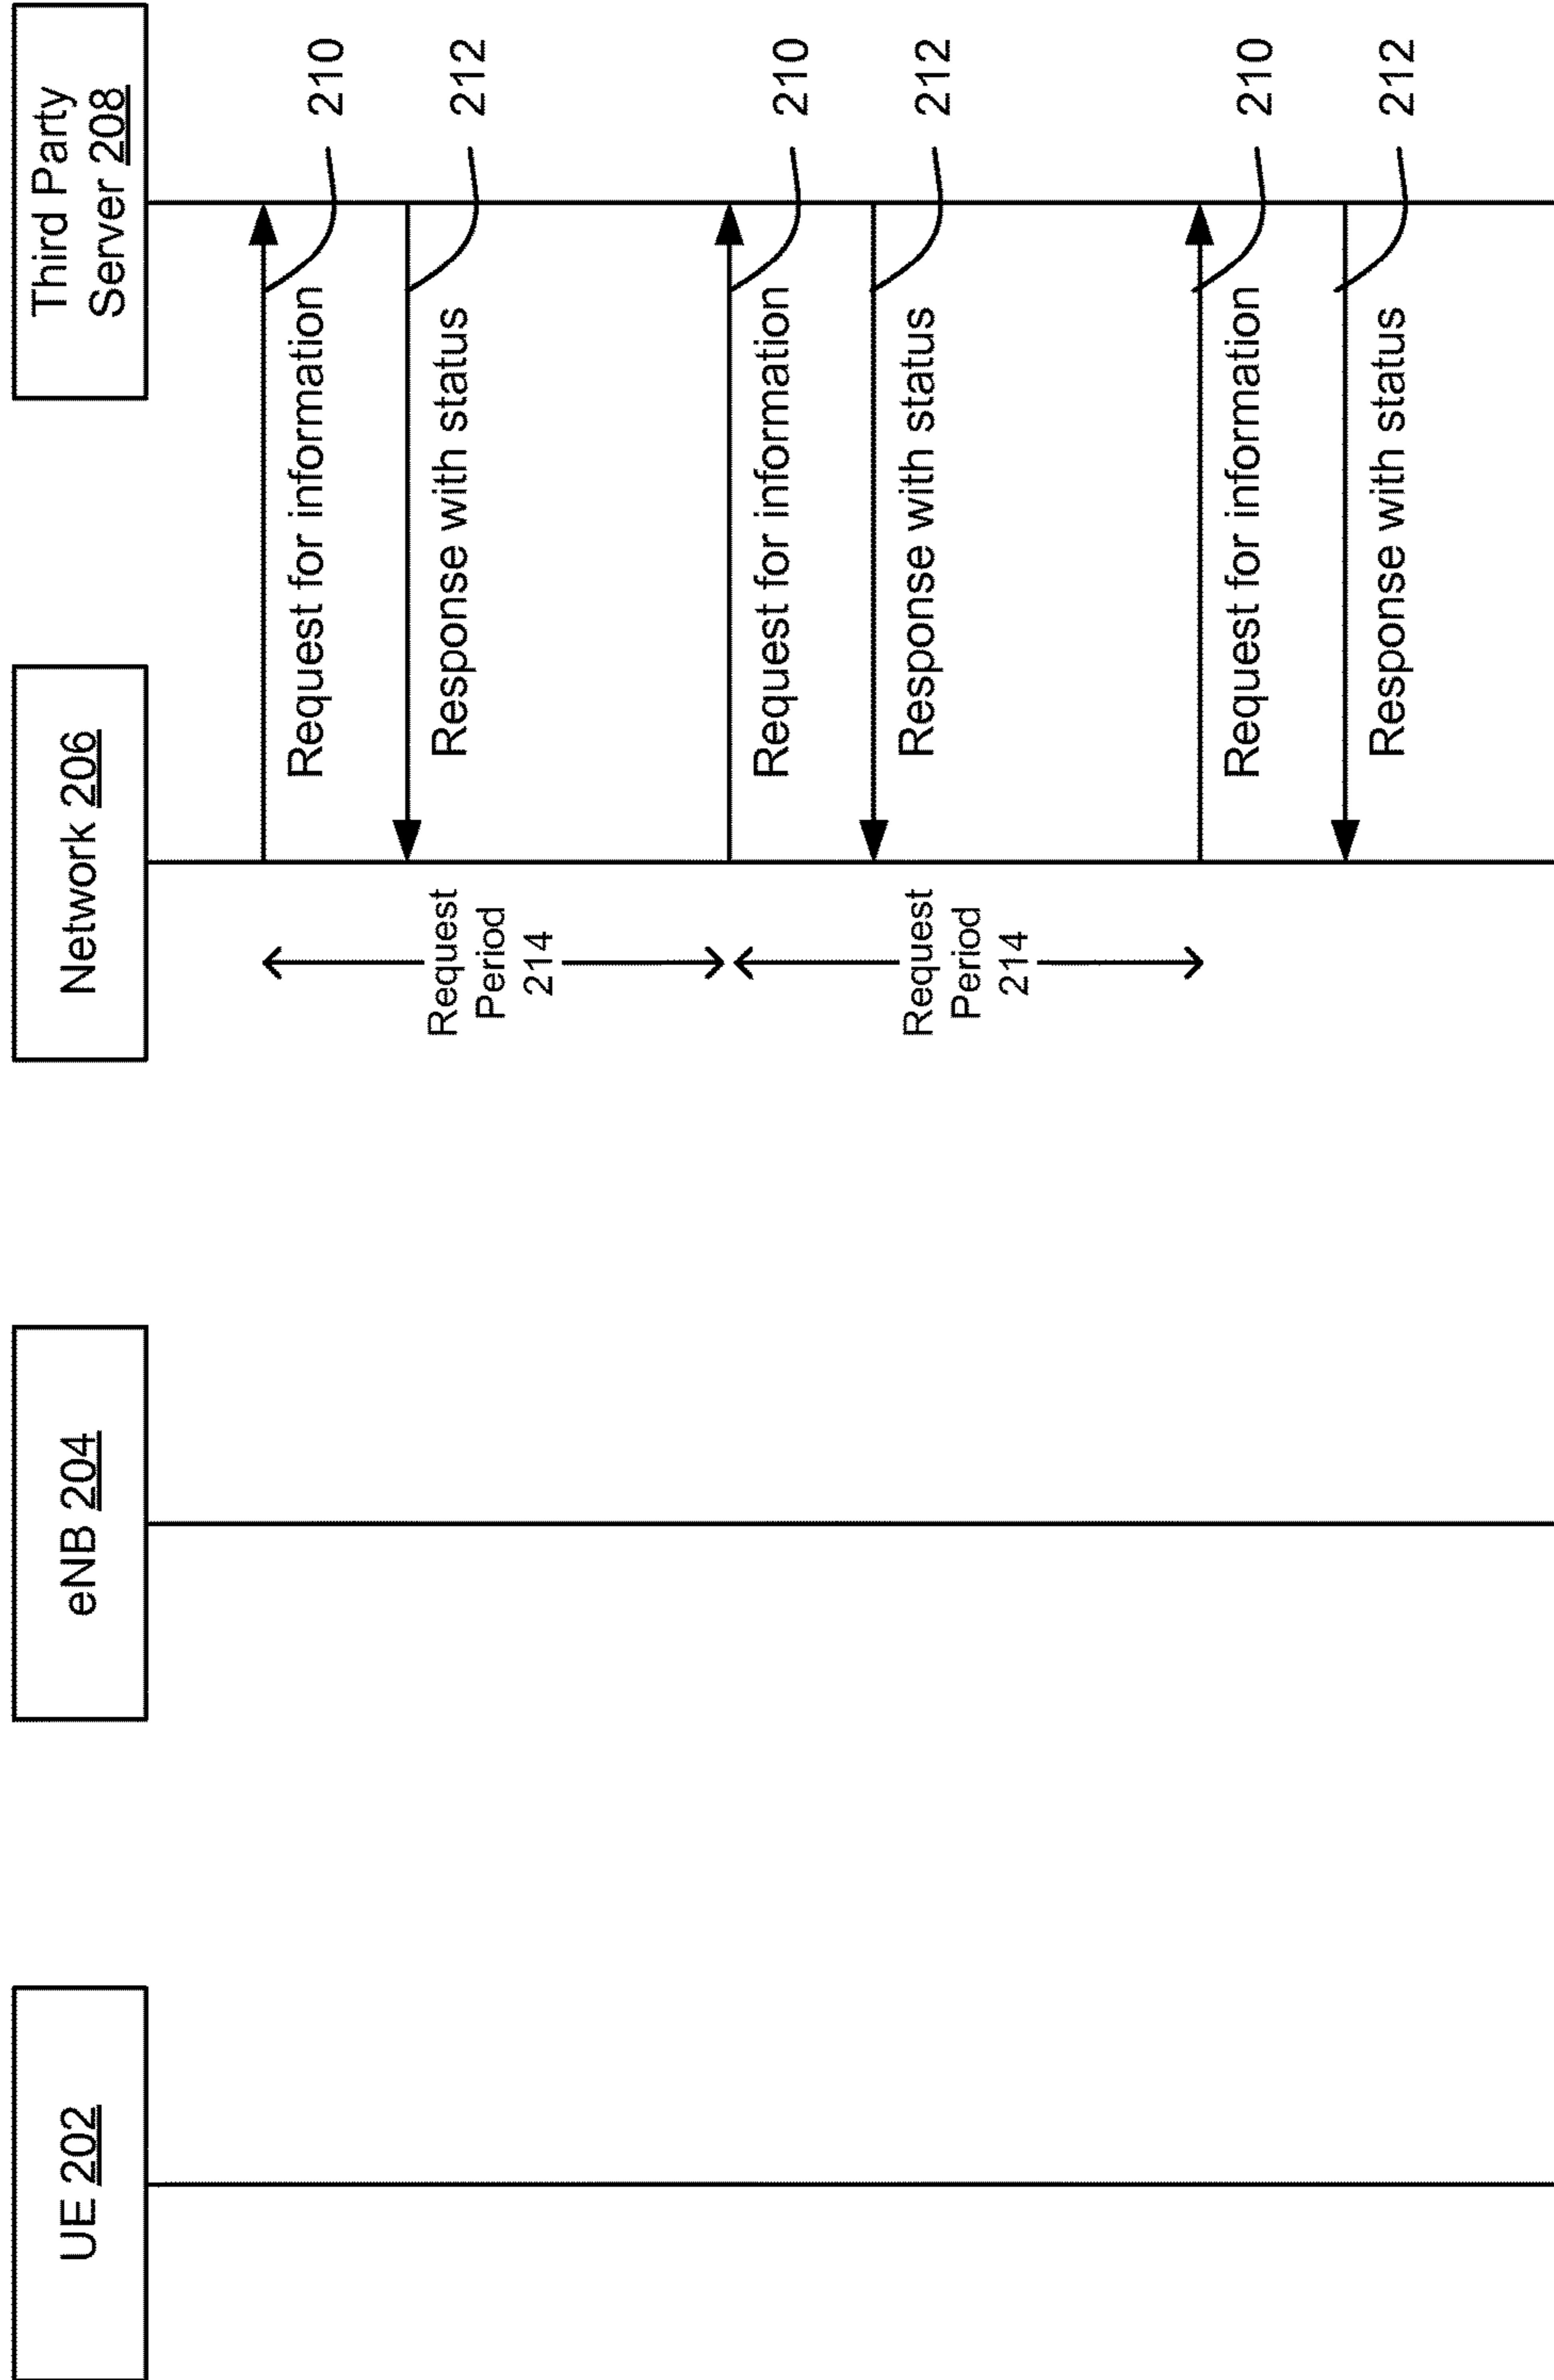 UE 202
eNB 204
Network 206
Third Party
Server 208
Request for information
210
Response with status
212
Request
Period
214
Request for information
210
Response with status
212
Request
Period
214
Request for information
210
Response with status
212